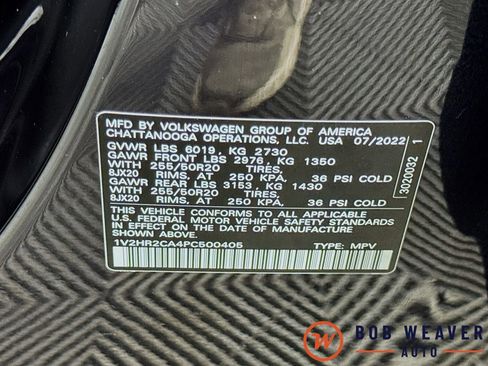 MFD BY VOLKSWAGEN GROUP OF AMERICA
CHATTANOOGA OPERATIONS, LLC. USA 07/2022
GVWR LBS 6019, KG 2730
GAWR FRONT LBS 2976, KG 1350
WITH 255/50R20 TIRES,
8JX20 RIMS, AT 250 KPA, 36 PSI COLD
GAWR REAR LBS 3153, KG 1430
WITH 255/50R20 TIRES,
8JX20 RIMS, AT 250 KPA, 36 PSI COLD
THIS VEHICLE CONFORMS TO ALL APPLICABLE
U.S. FEDERAL MOTOR VEHICLE SAFETY STANDARDS
IN EFFECT ON THE DATE OF MANUFACTURE SHOWN ABOVE.
1V2HR2CA4PC500405 TYPE: MPV
3020032 1
W BOB WEAVER
AUTO